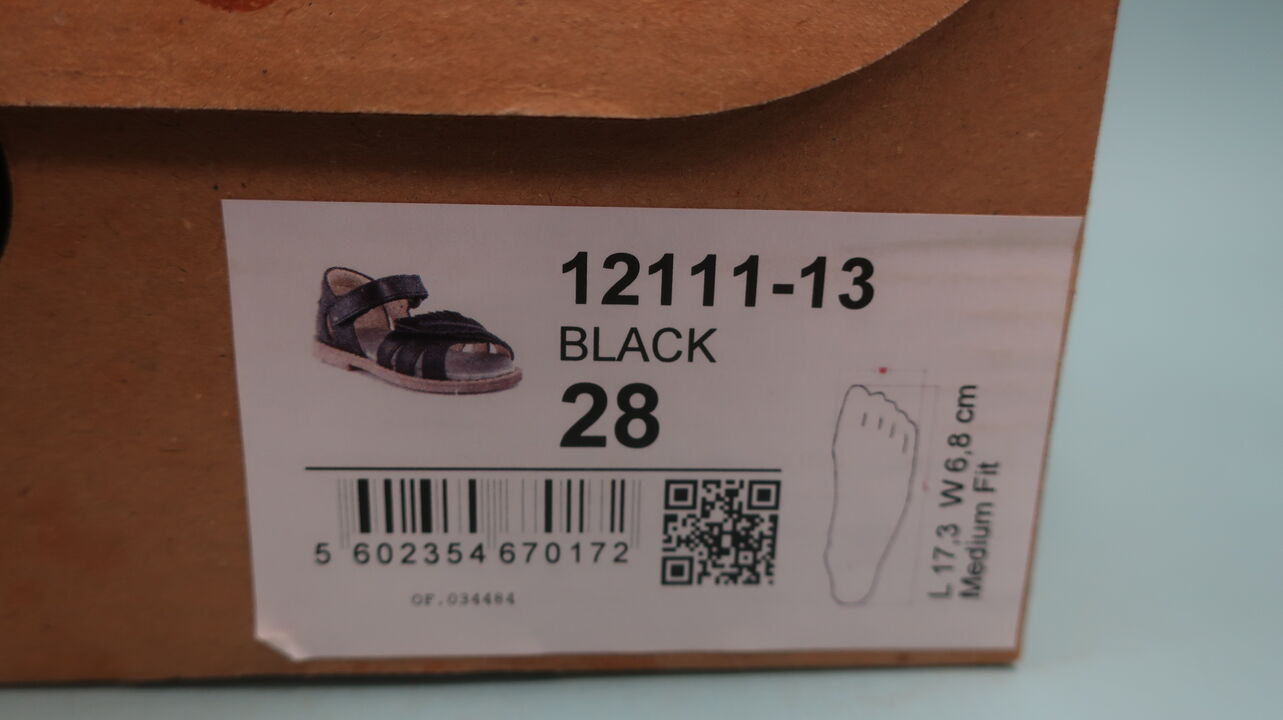 12111-13
BLACK
28
5 602354 670172
OF.034484
L 17,3 W 6,8 cm
Medium Fit